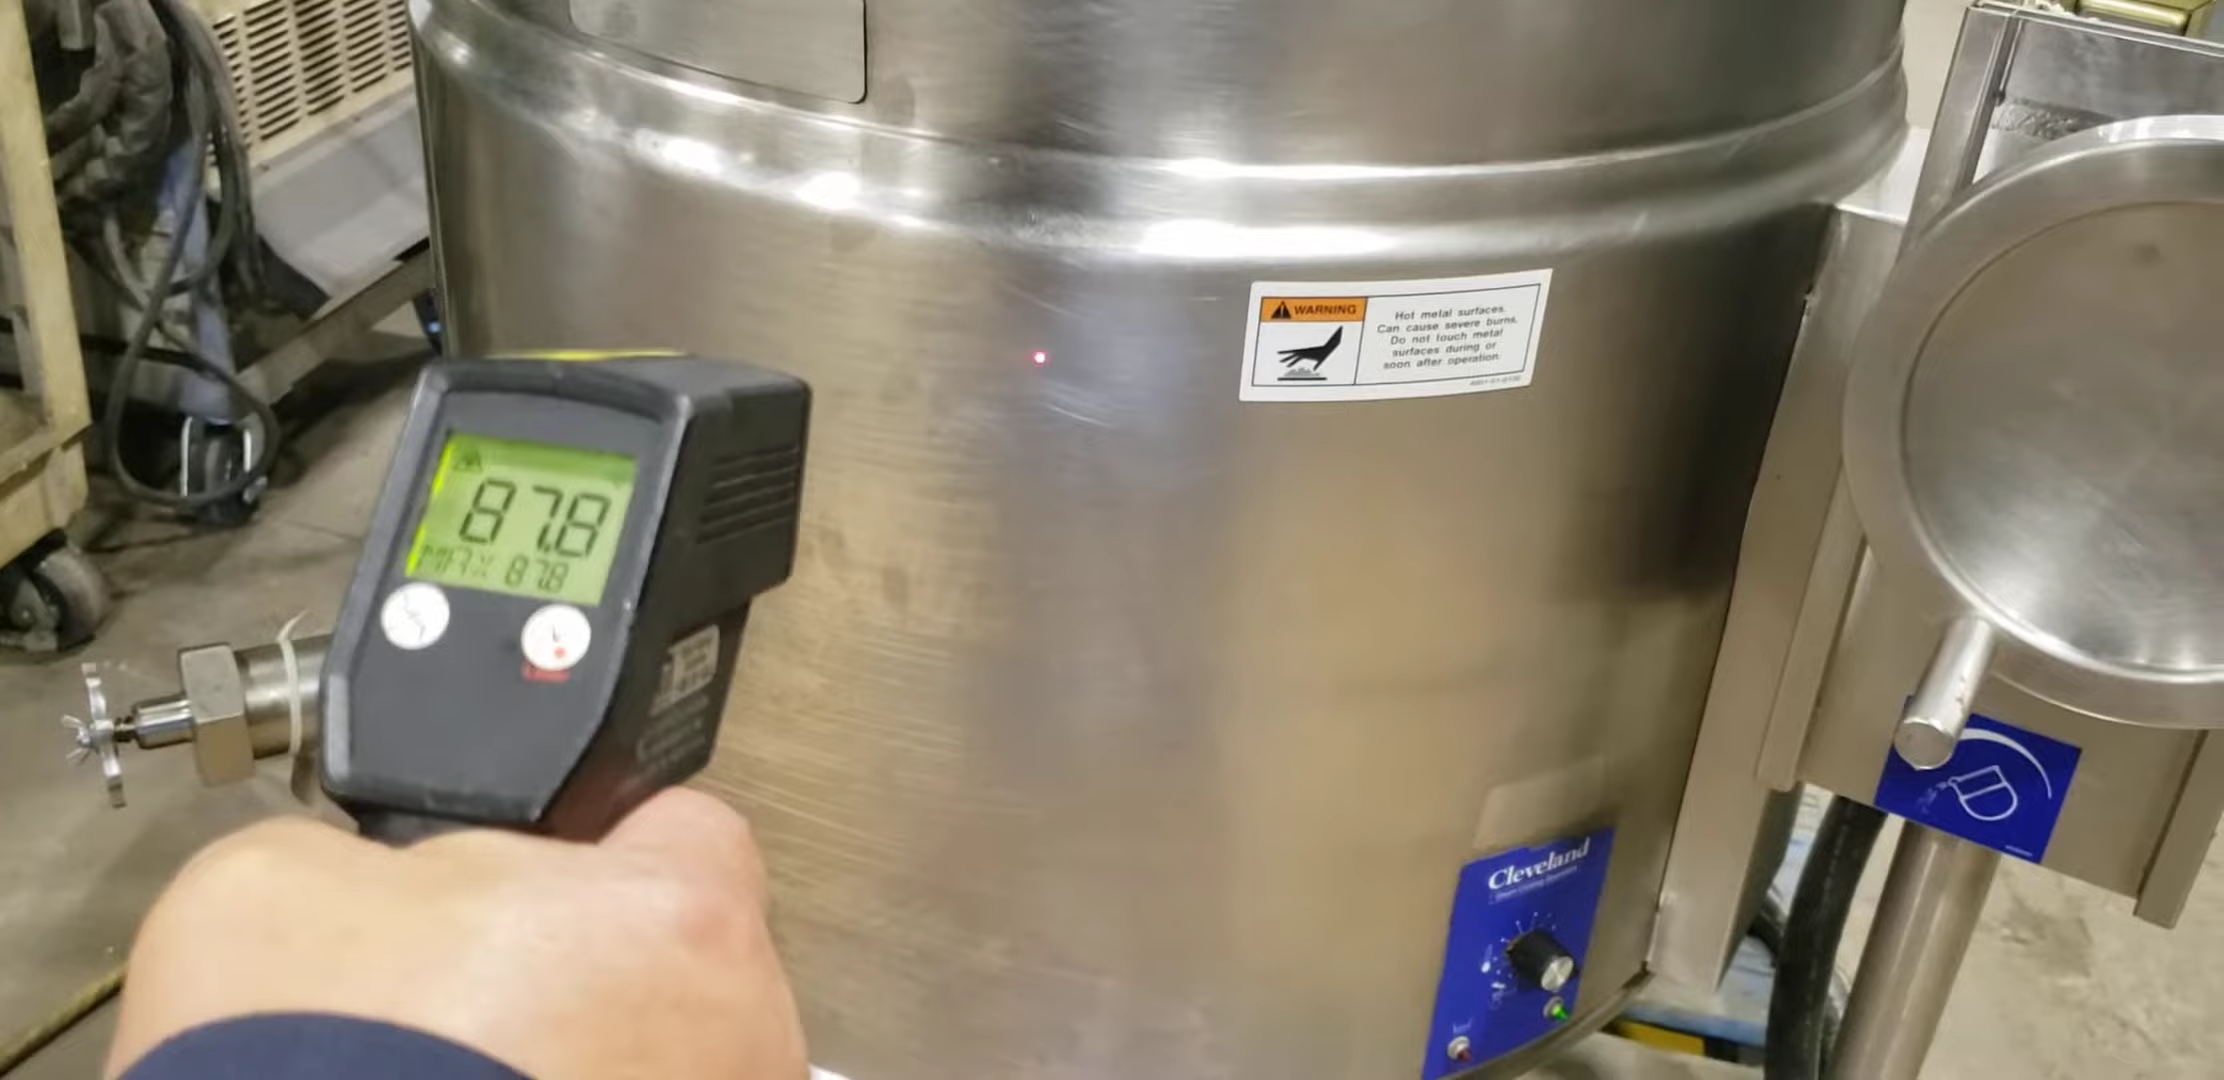 WARNING
Hot metal surfaces.
Can cause severe burns.
Do not touch metal
surfaces during or
soon after operation.
87.8
MAX 87.8
Cleveland